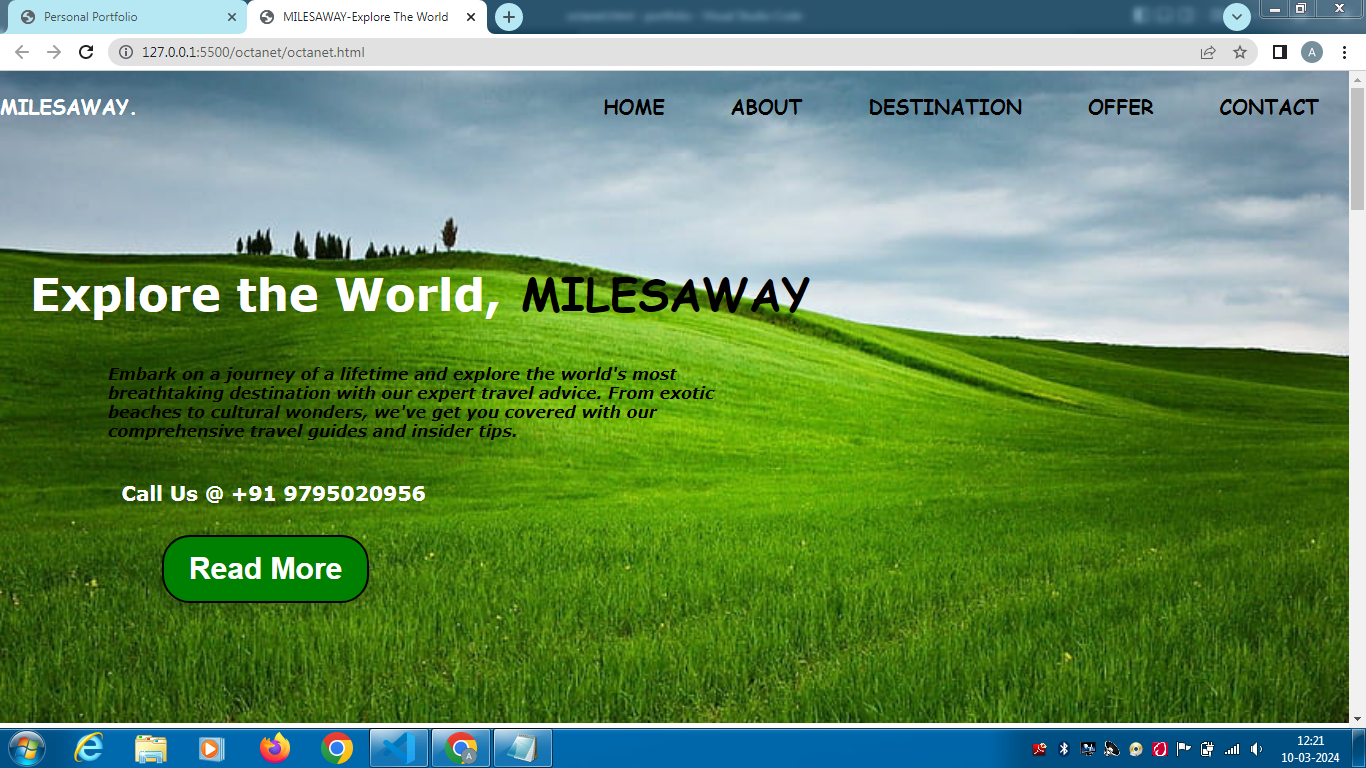 Personal Portfolio
MILESAWAY-Explore The World
127.0.0.1:5500/octanet/octanet.html
A
MILESAWAY.
HOME
ABOUT
DESTINATION
OFFER
CONTACT
Explore the World, MILESAWAY
Embark on a journey of a lifetime and explore the world's most
breathtaking destination with our expert travel advice. From exotic
beaches to cultural wonders, we've get you covered with our
comprehensive travel guides and insider tips.
Call Us @ +91 9795020956
Read More
12:21
10-03-2024